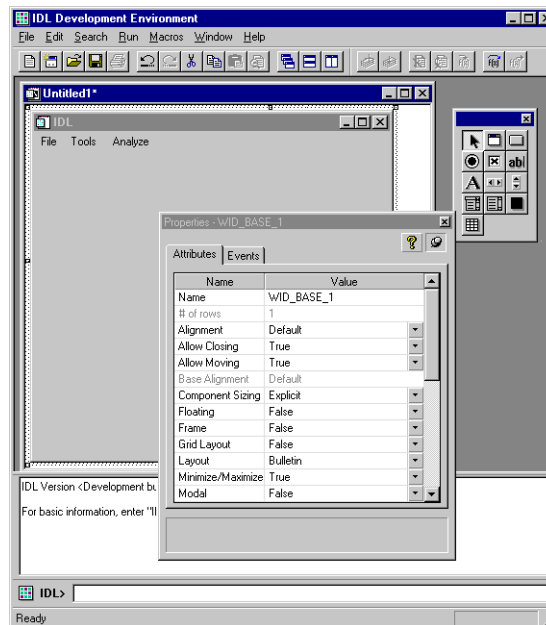 IDL Development Environment
File Edit Search Run Macros Window Help
Untitled1*
IDL
File Tools Analyze
abl
A
Properties - WID_BASE_1
Attributes Events
Name Value
Name WID_BASE_1
# of rows 1
Alignment Default
Allow Closing True
Allow Moving True
Base Alignment Default
Component Sizing Explicit
Floating False
Frame False
Grid Layout False
Layout Bulletin
Minimize/Maximize True
Modal False
IDL Version <Development bu
For basic information, enter "II
IDL>
Ready